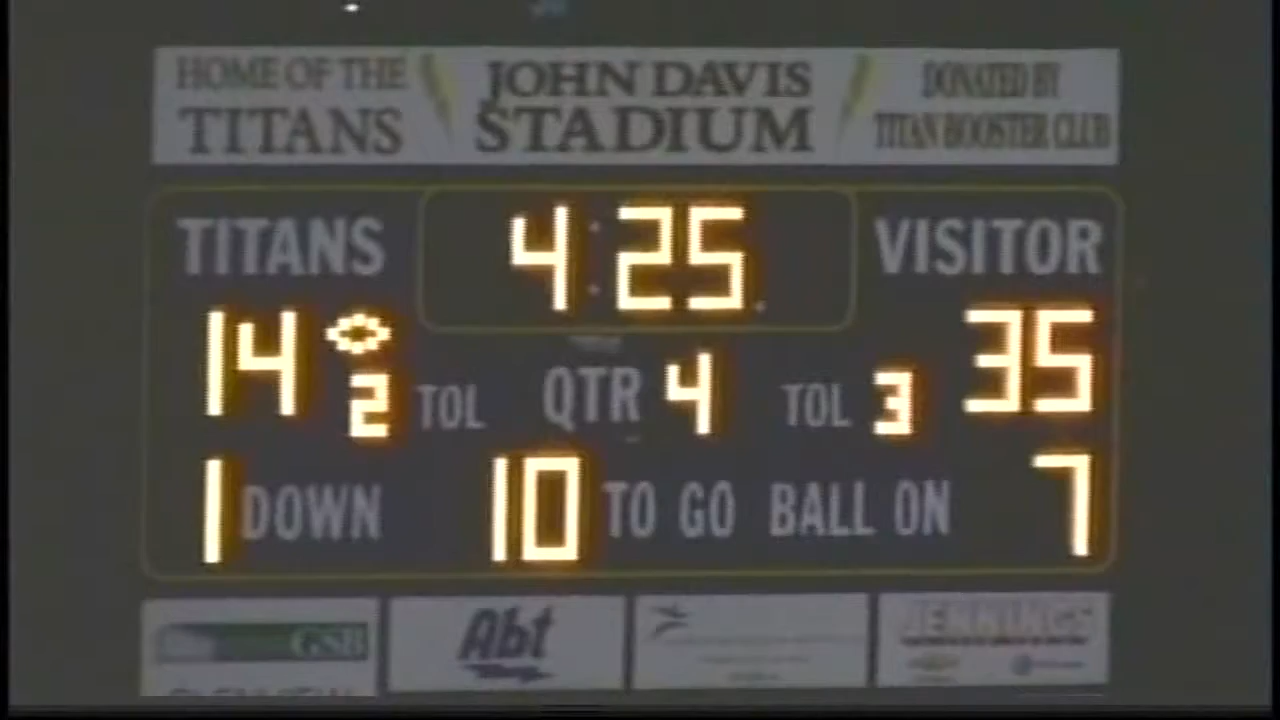 HOME OF THE
TITANS
JOHN DAVIS
STADIUM
DONATED BY
TITAN BOOSTER CLUB
TITANS
4:25
VISITOR
14
35
2 TOL
QTR 4
TOL 3
1 DOWN
10 TO GO
BALL ON 7
GSB
Abt
JENNINGS